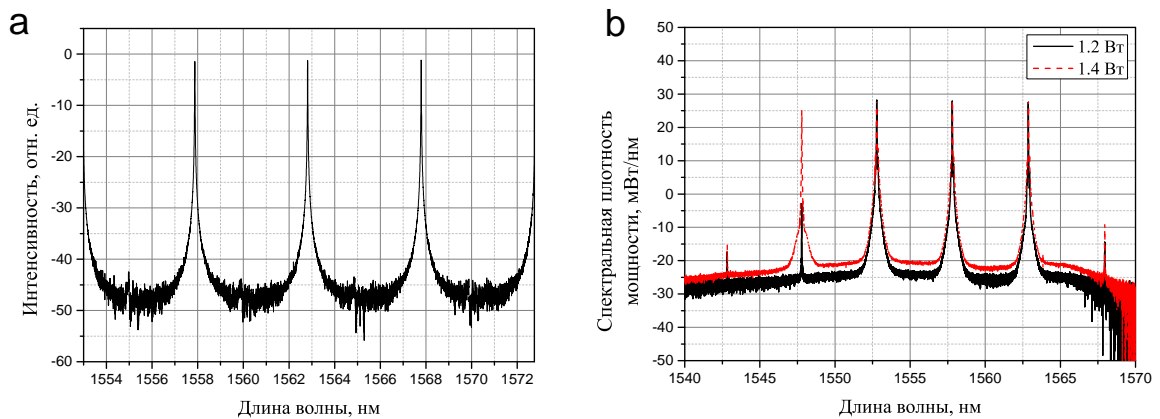 a
Интенсивность, отн. ед.
0
-10
-20
-30
-40
-50
-60
1554 1556 1558 1560 1562 1564 1566 1568 1570 1572
Длина волны, нм
b
Спектральная плотность
мощности, мВт/нм
50
40
30
20
10
0
-10
-20
-30
-40
-50
1540 1545 1550 1555 1560 1565 1570
Длина волны, нм
1.2 Вт
1.4 Вт